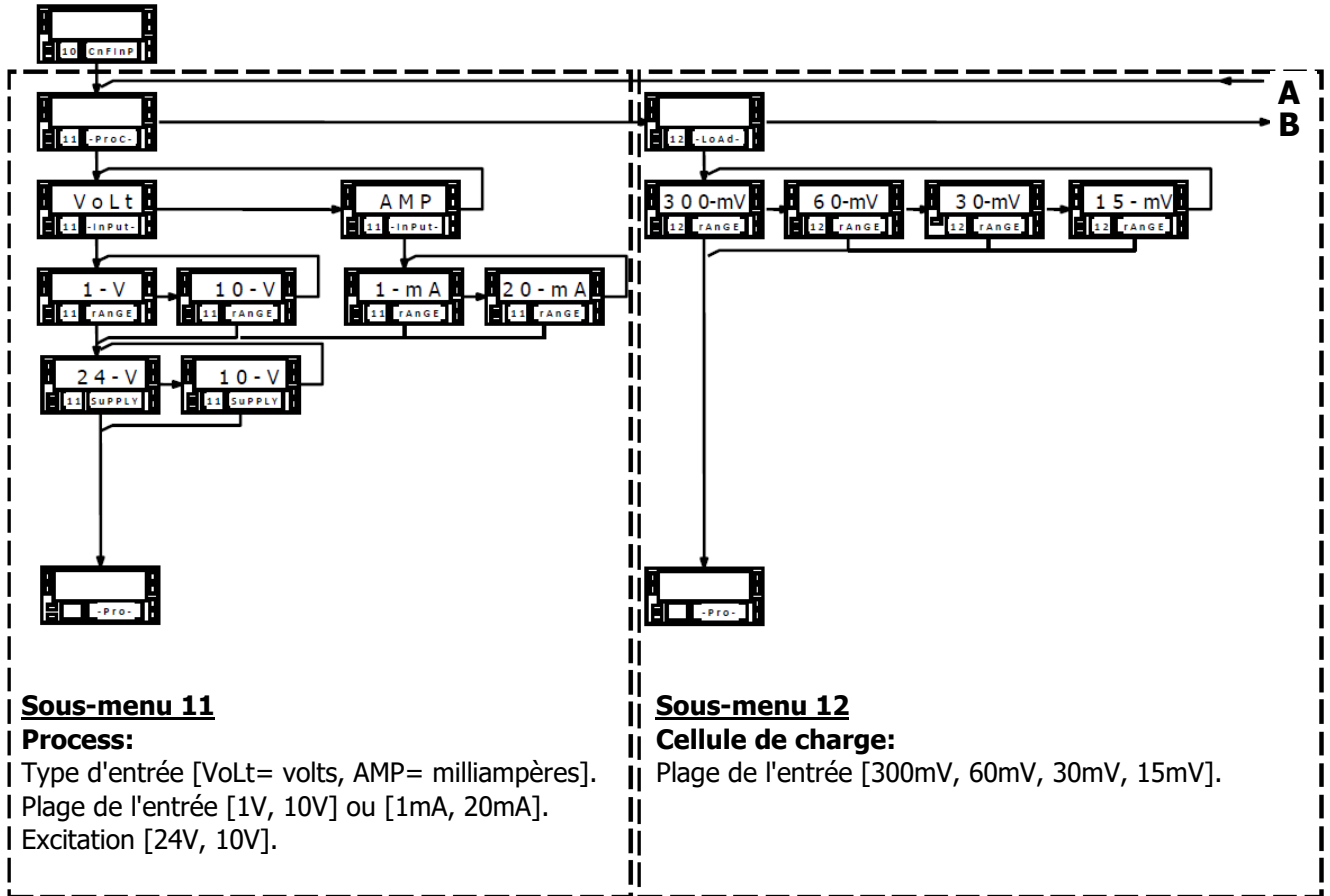 10 CnFInP
A
11 -ProC- 12 -LoAd- B
VoLt AMP 300-mV 60-mV 30-mV 15-mV
11 -InPut- 11 -InPut- 12 rAnGE 12 rAnGE 12 rAnGE 12 rAnGE
1-V 10-V 1-mA 20-mA
11 rAnGE 11 rAnGE 11 rAnGE 11 rAnGE
24-V 10-V
11 SuPPLY 11 SuPPLY
-Pro- -Pro-
Sous-menu 11
Process:
Type d'entrée [VoLt= volts, AMP= milliampères].
Plage de l'entrée [1V, 10V] ou [1mA, 20mA].
Excitation [24V, 10V].
Sous-menu 12
Cellule de charge:
Plage de l'entrée [300mV, 60mV, 30mV, 15mV].